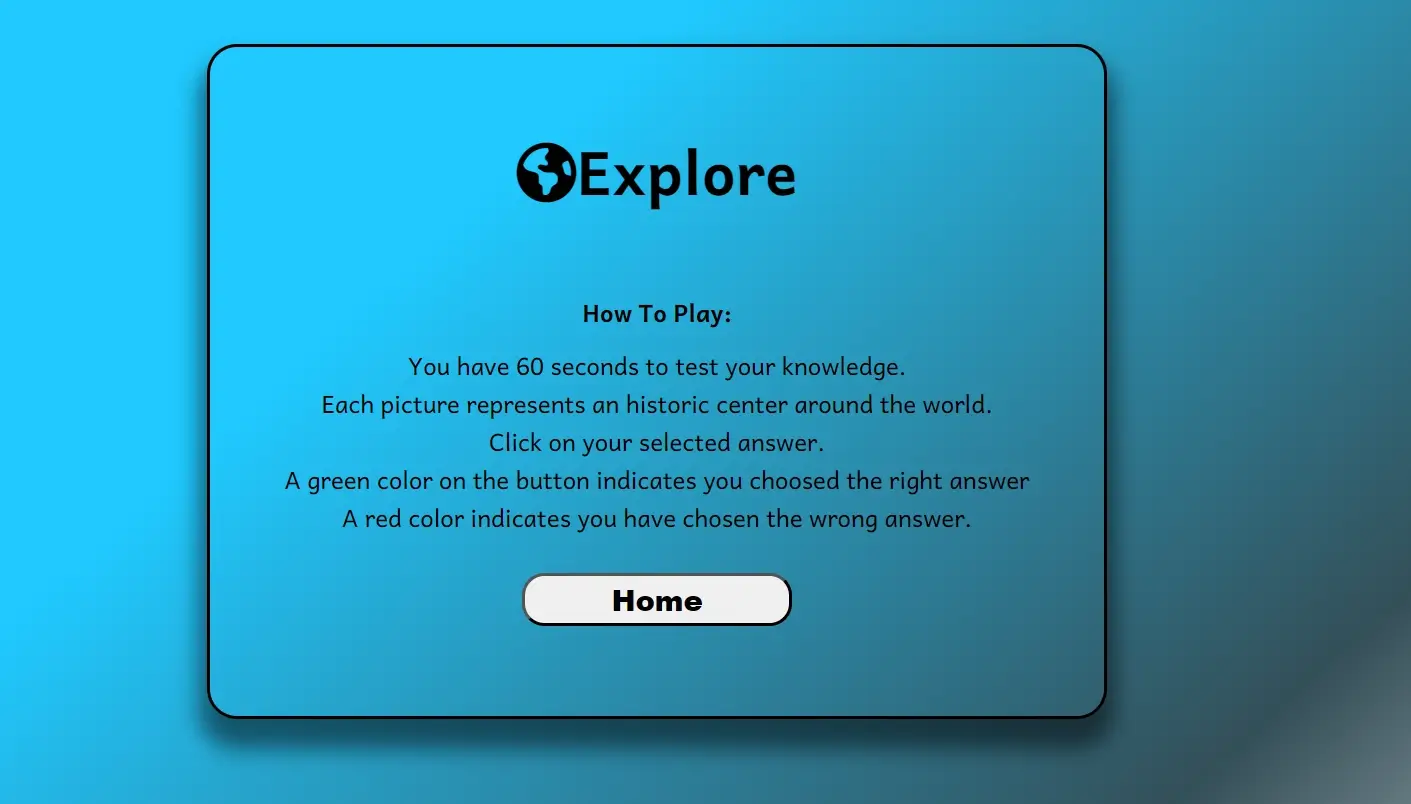 Explore
How To Play:
You have 60 seconds to test your knowledge.
Each picture represents an historic center around the world.
Click on your selected answer.
A green color on the button indicates you choosed the right answer
A red color indicates you have chosen the wrong answer.
Home